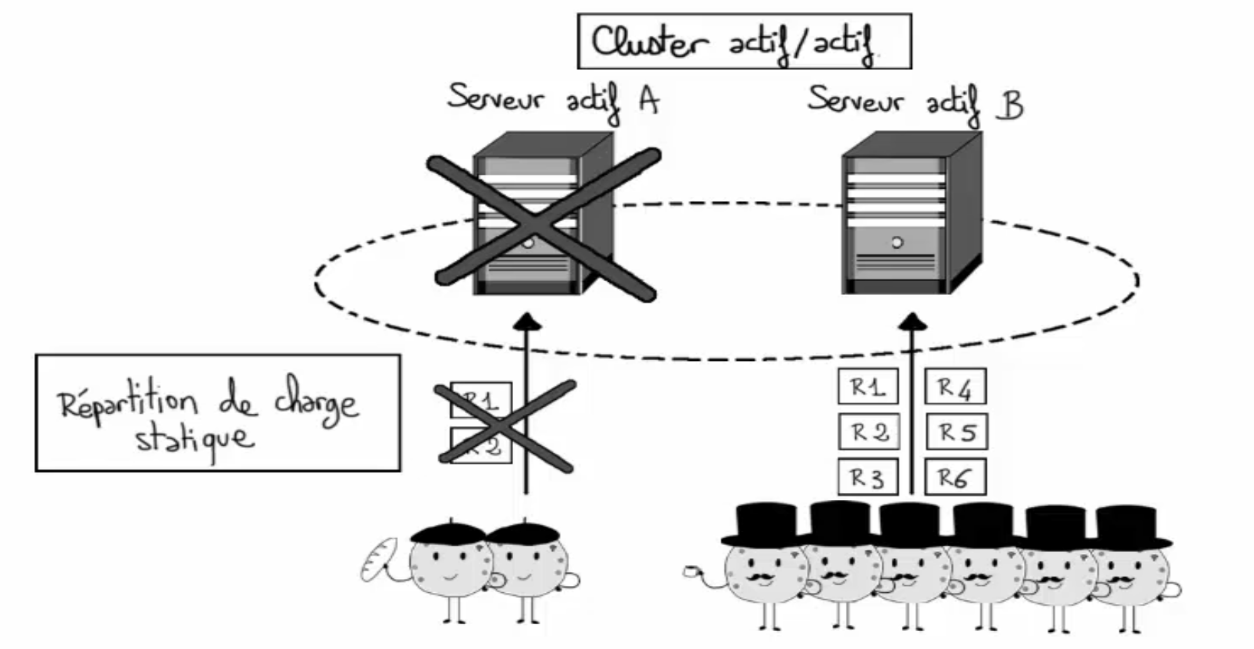 Cluster actif/actif
Serveur actif A
Serveur actif B
Répartition de charge
statique
R1
R2
R1
R4
R2
R5
R3
R6